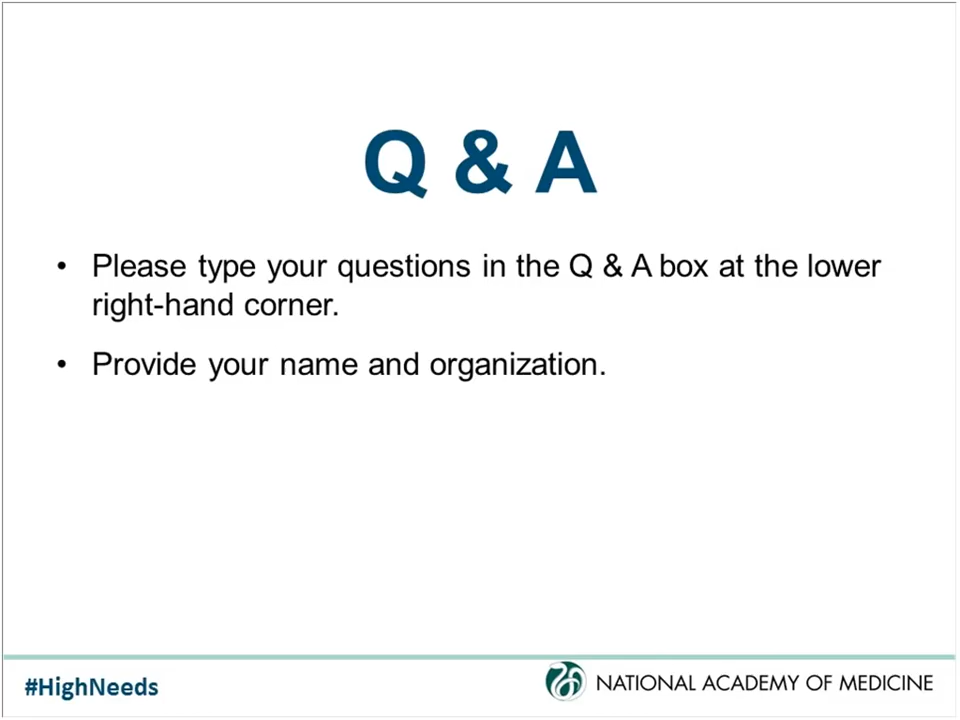 Q & A
• Please type your questions in the Q & A box at the lower
right-hand corner.
• Provide your name and organization.
#HighNeeds
NATIONAL ACADEMY OF MEDICINE